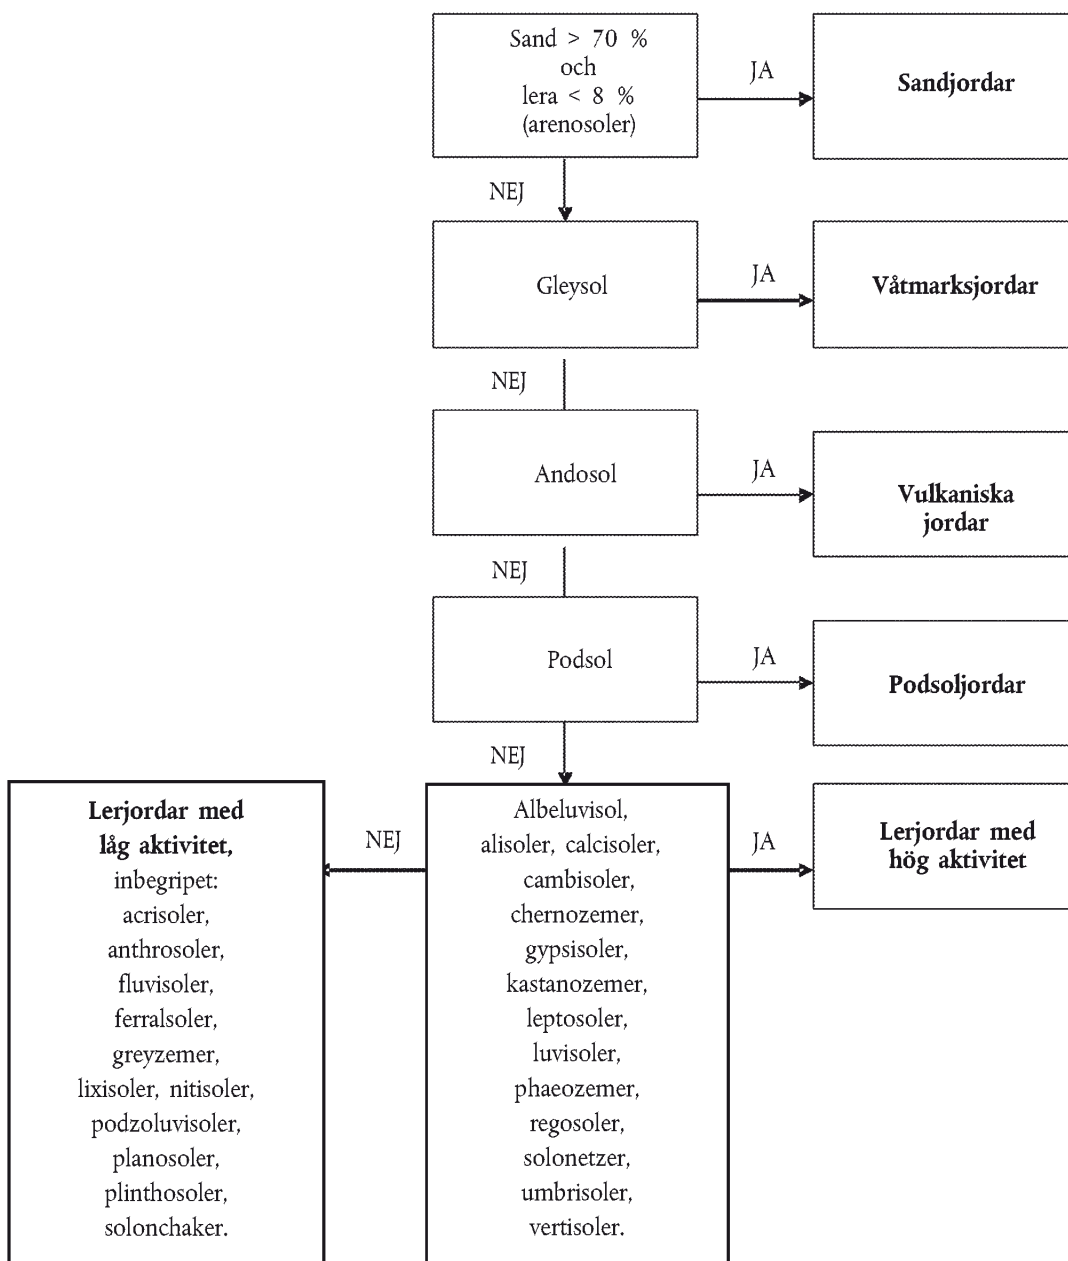 Sand > 70 %
och
lera < 8 %
(arenosoler)
JA
Sandjordar
NEJ
Gleysol
JA
Våtmarksjordar
NEJ
Andosol
JA
Vulkaniska
jordar
NEJ
Podsol
JA
Podsoljordar
NEJ
Lerjordar med
låg aktivitet,
inbegripet:
acrisoler,
anthrosoler,
fluvisoler,
ferralsoler,
greyzemer,
lixisoler, nitisoler,
podzoluvisoler,
planosoler,
plinthosoler,
solonchaker.
NEJ
Albeluvisol,
alisoler, calcisoler,
cambisoler,
chernozemer,
gypsisoler,
kastanozemer,
leptosoler,
luvisoler,
phaeozemer,
regosoler,
solonetzer,
umbrisoler,
vertisoler.
JA
Lerjordar med
hög aktivitet